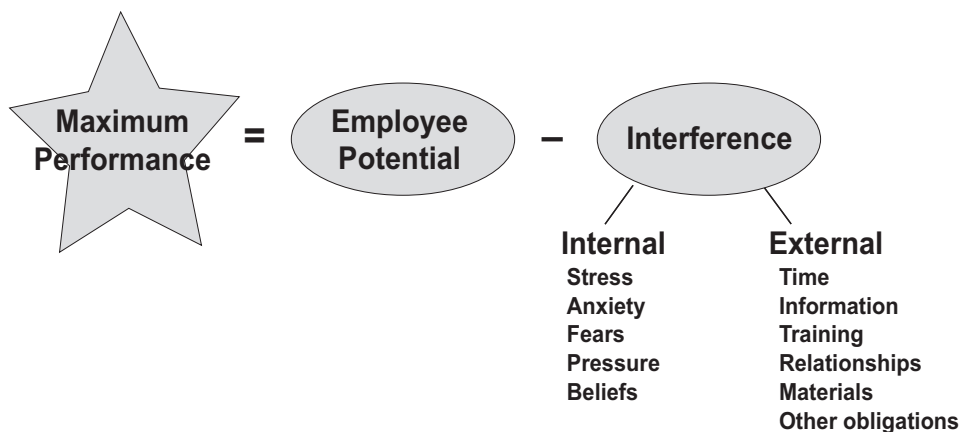 Maximum
Performance
=
Employee
Potential
–
Interference
Internal
Stress
Anxiety
Fears
Pressure
Beliefs
External
Time
Information
Training
Relationships
Materials
Other obligations